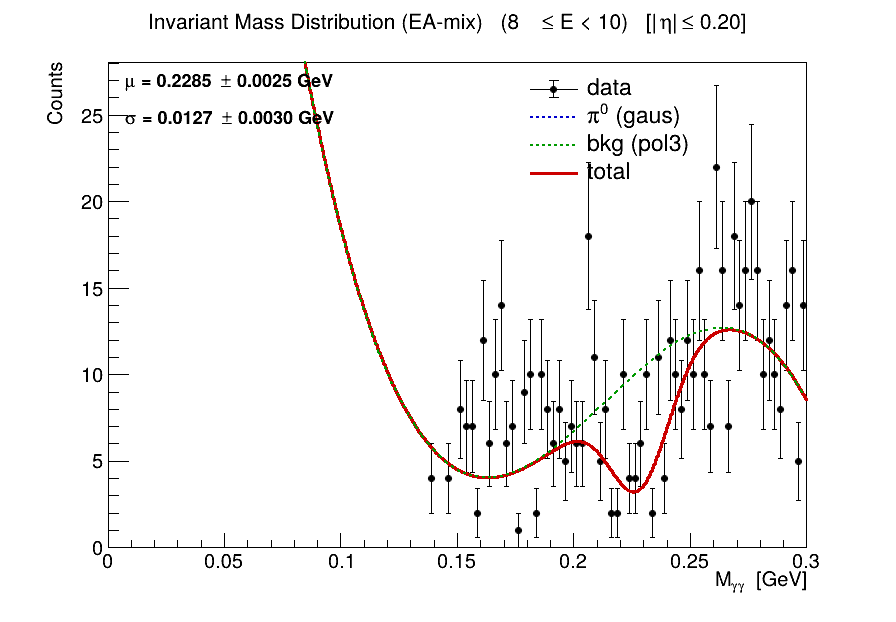 Invariant Mass Distribution (EA-mix) (8 ≤ E < 10) [|η| ≤ 0.20]
Counts
μ = 0.2285 ± 0.0025 GeV
σ = 0.0127 ± 0.0030 GeV
data
π⁰ (gaus)
bkg (pol3)
total
25
20
15
10
5
0
0 0.05 0.1 0.15 0.2 0.25 0.3
M_γγ [GeV]